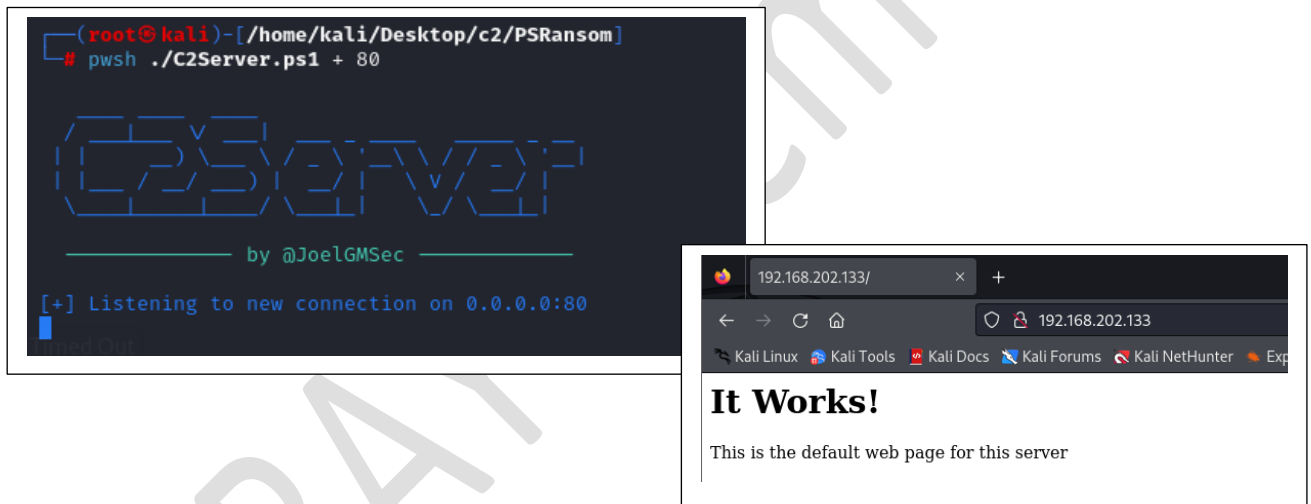 (root㉿kali)-[/home/kali/Desktop/c2/PSRansom]
# pwsh ./C2Server.ps1 + 80
C2Server
by @JoelGMSec
[+] Listening to new connection on 0.0.0.0:80
Timed Out
192.168.202.133/
192.168.202.133
Kali Linux Kali Tools Kali Docs Kali Forums Kali NetHunter Exp
It Works!
This is the default web page for this server